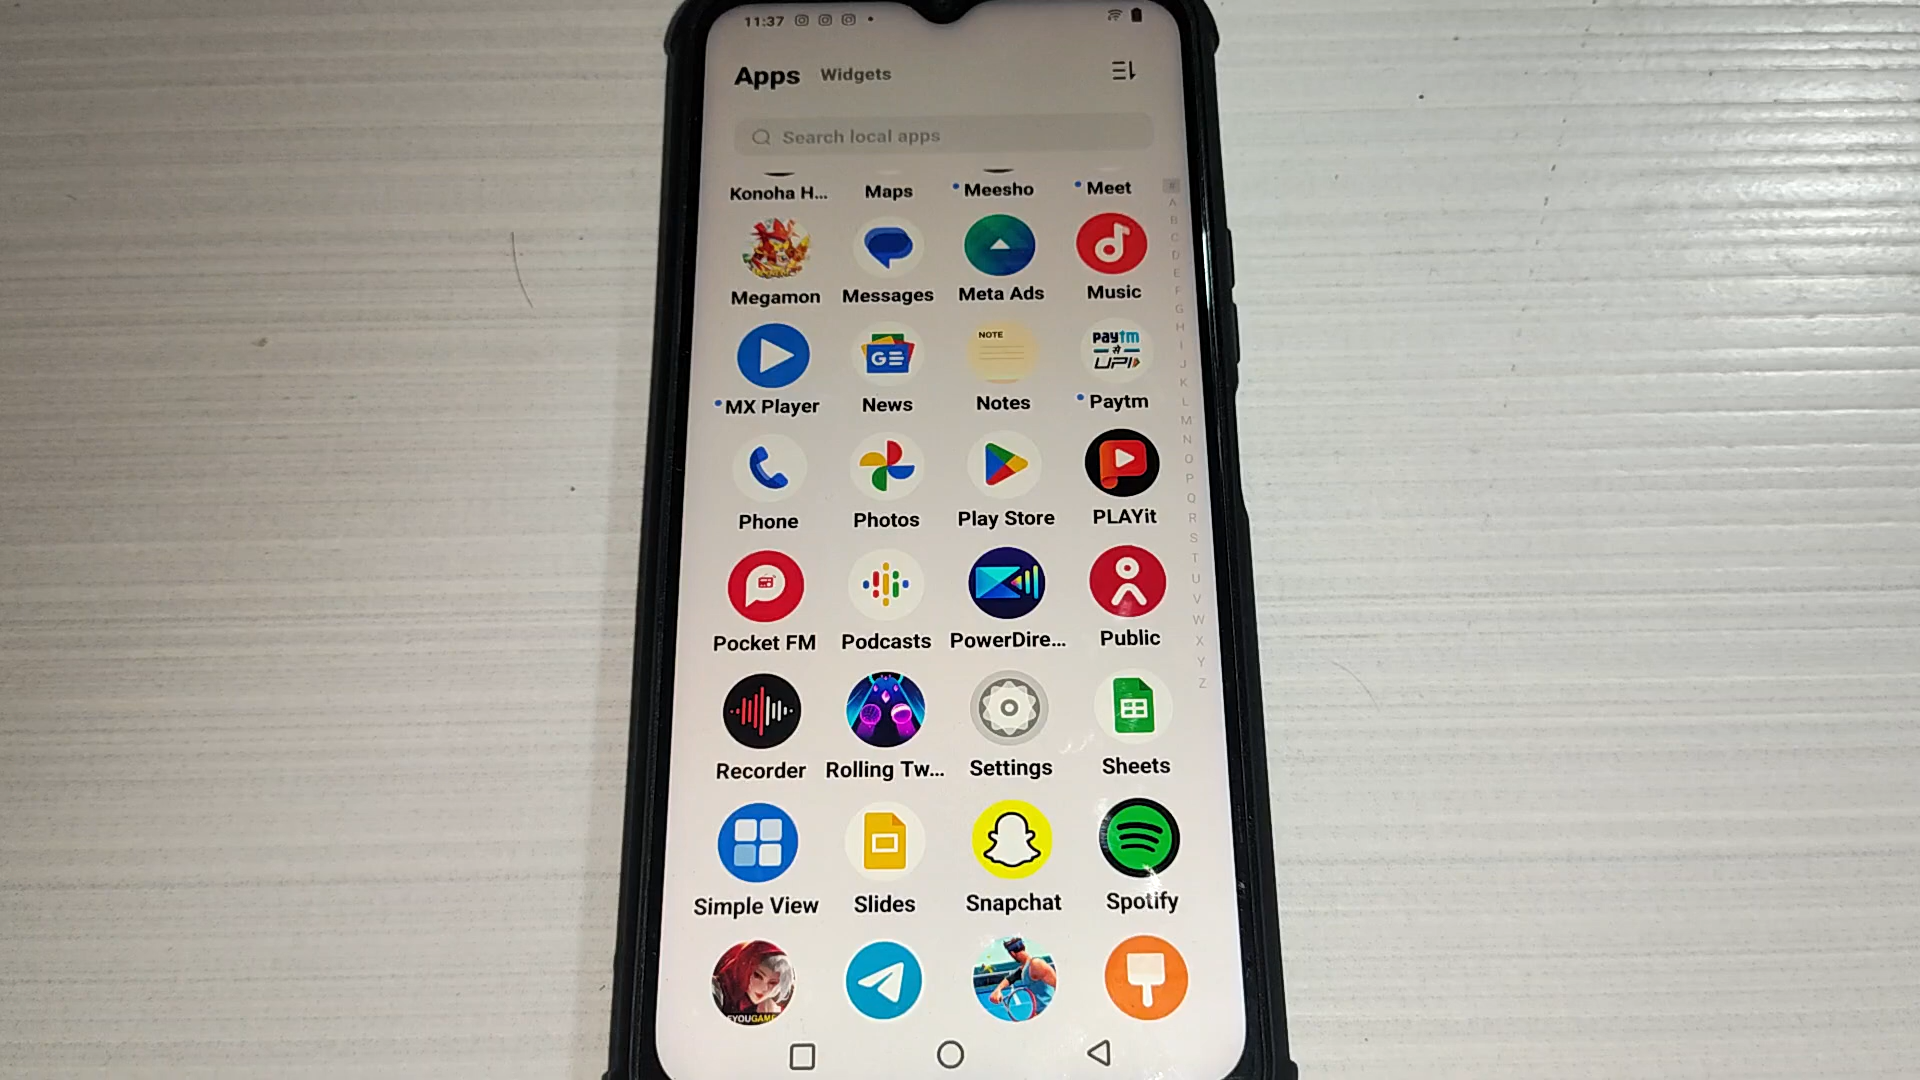 11:37
Apps Widgets
Search local apps
Konoha H... Maps Meesho Meet
Megamon Messages Meta Ads Music
NOTE
paytm
से
UPI
GE
MX Player News Notes Paytm
Phone Photos Play Store PLAYit
Pocket FM Podcasts PowerDire... Public
Recorder Rolling Tw... Settings Sheets
Simple View Slides Snapchat Spotify
EYOUGAME
#
A
B
C
D
E
F
G
H
I
J
K
L
M
N
O
P
Q
R
S
T
U
V
W
X
Y
Z